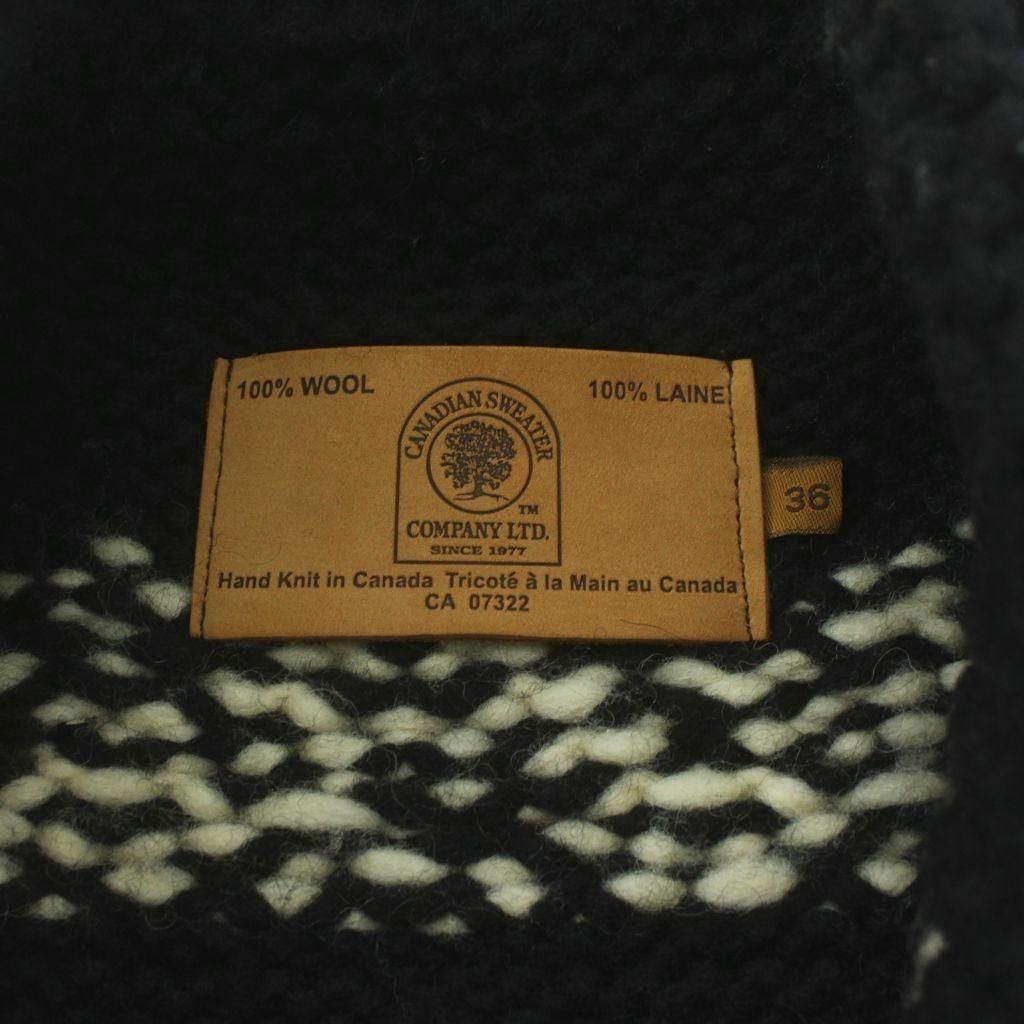 100% WOOL
100% LAINE
CANADIAN SWEATER
TM
COMPANY LTD.
SINCE 1977
36
Hand Knit in Canada Tricoté à la Main au Canada
CA 07322